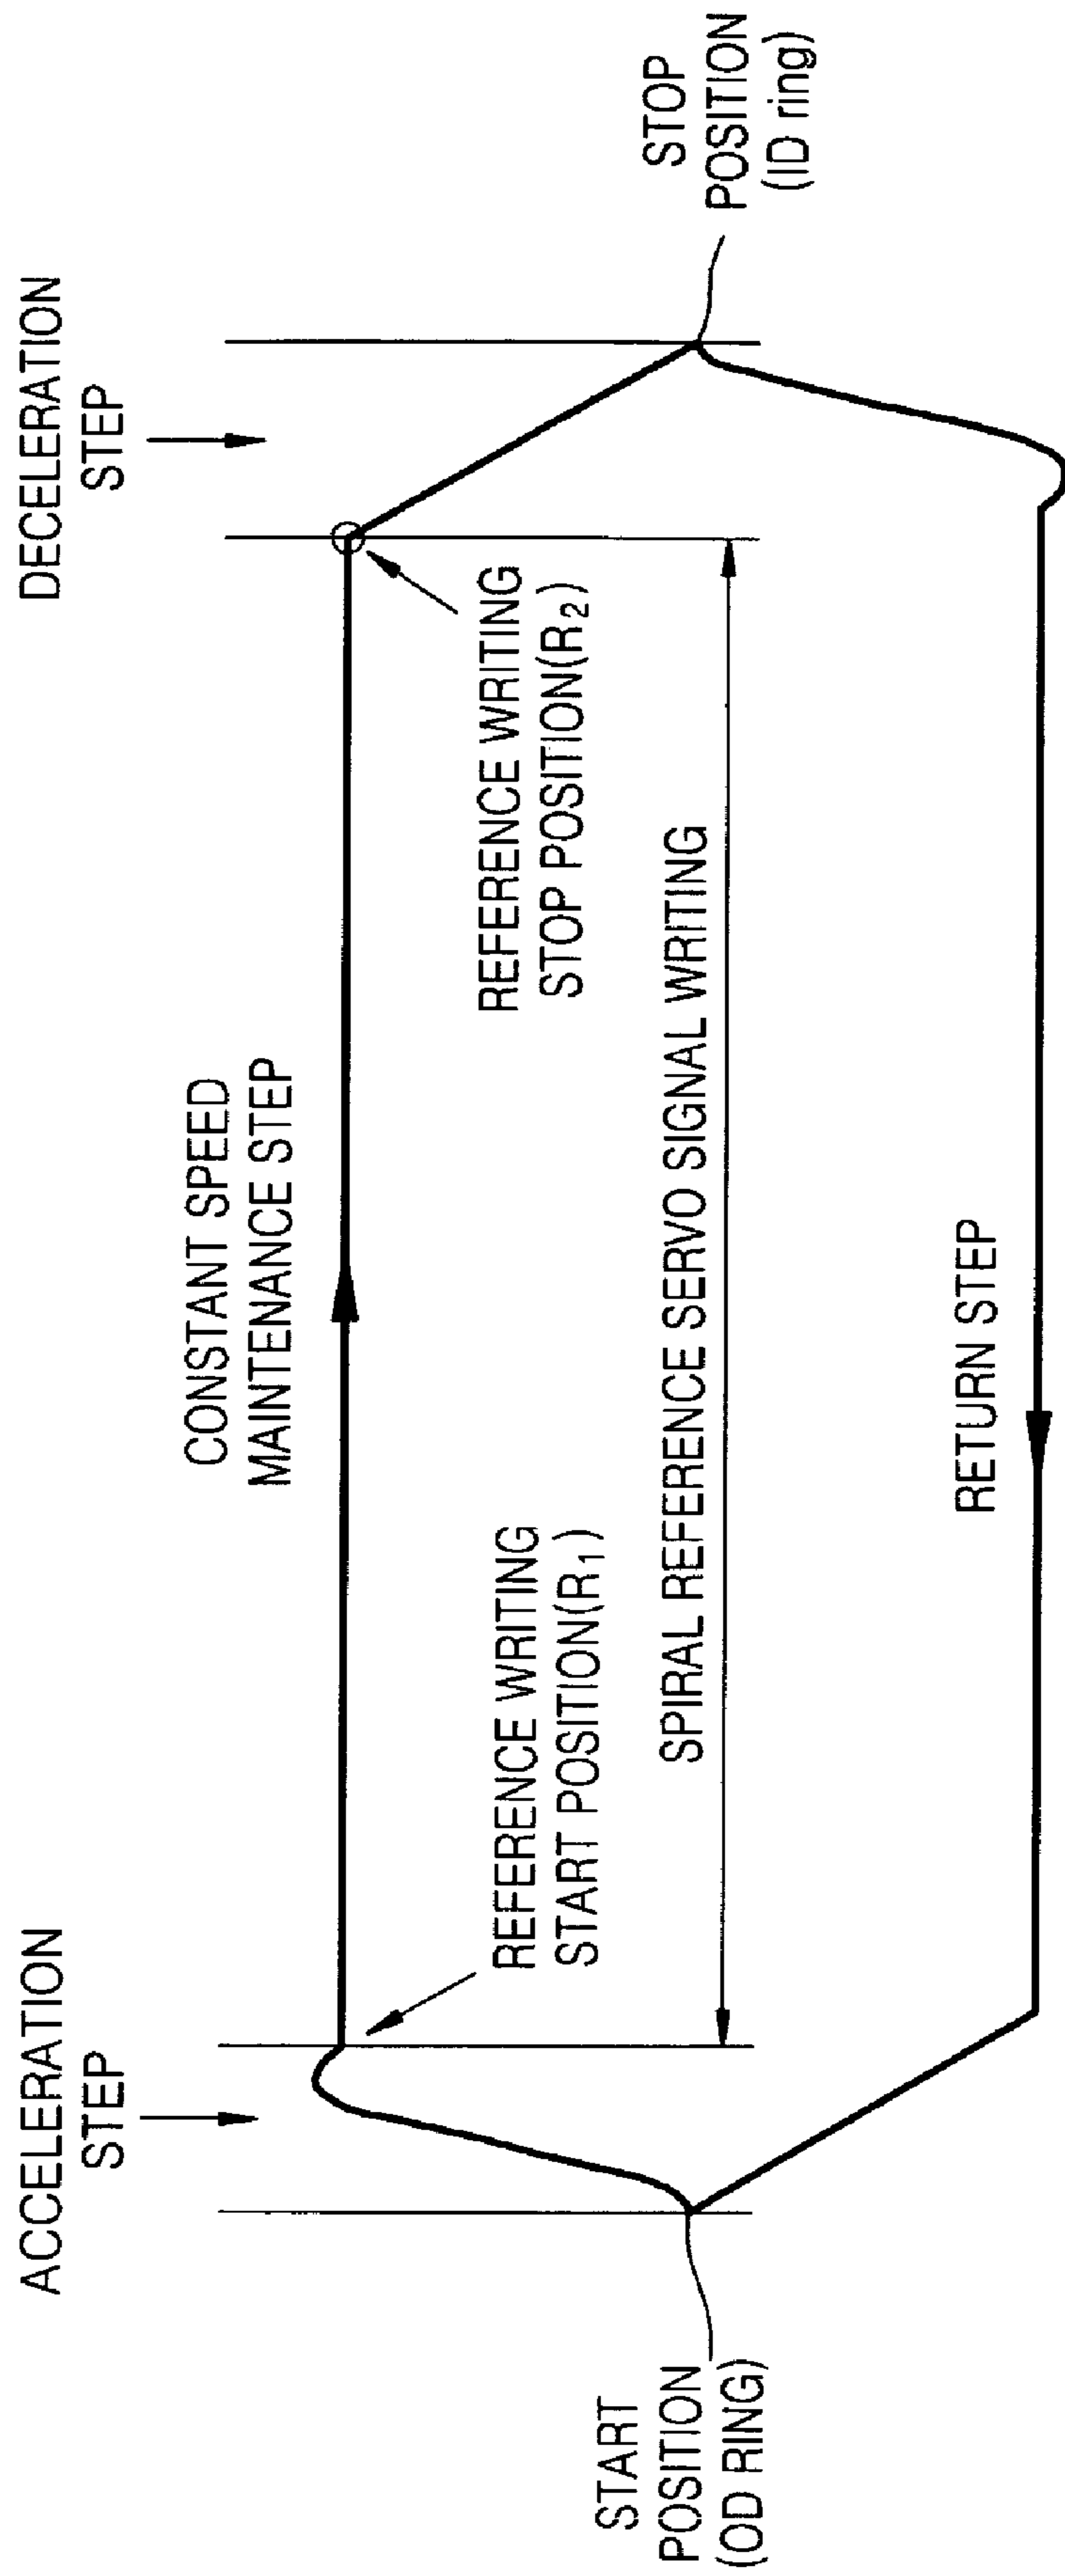 ACCELERATION
STEP
DECELERATION
STEP
CONSTANT SPEED
MAINTENANCE STEP
REFERENCE WRITING
START POSITION(R₁)
REFERENCE WRITING
STOP POSITION(R₂)
START
POSITION
(OD RING)
SPIRAL REFERENCE SERVO SIGNAL WRITING
STOP
POSITION
(ID ring)
RETURN STEP